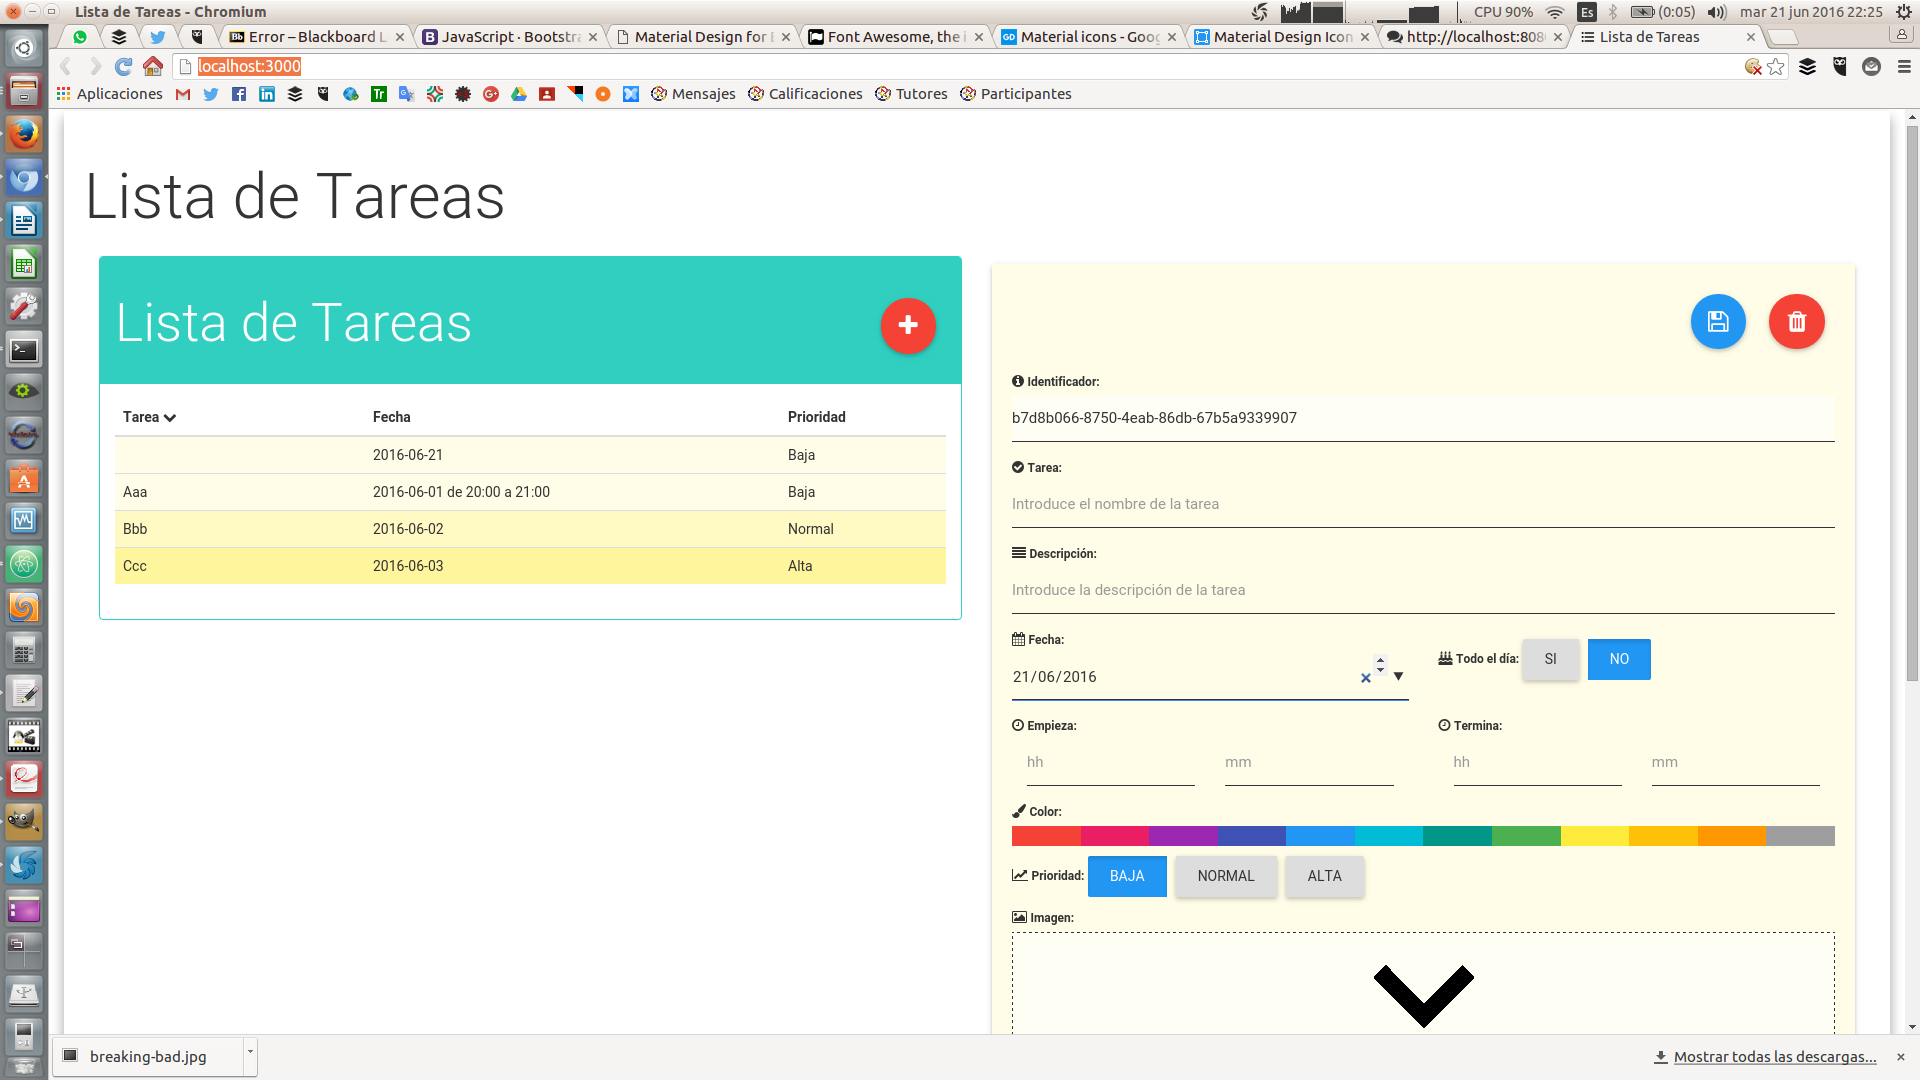 Lista de Tareas - Chromium
CPU 90%
Es
(0:05)
mar 21 jun 2016 22:25
Bb Error – Blackboard L
B JavaScript · Bootstra
Material Design for
Font Awesome, the i
GD Material icons - Goog
Material Design Icon
http://localhost:808
Lista de Tareas
localhost:3000
Aplicaciones
Tr
Mensajes
Calificaciones
Tutores
Participantes
Lista de Tareas
Lista de Tareas
Tarea Fecha Prioridad
2016-06-21 Baja
Aaa 2016-06-01 de 20:00 a 21:00 Baja
Bbb 2016-06-02 Normal
Ccc 2016-06-03 Alta
Identificador:
b7d8b066-8750-4eab-86db-67b5a9339907
Tarea:
Introduce el nombre de la tarea
Descripción:
Introduce la descripción de la tarea
Fecha:
21/06/2016
Todo el día: SI NO
Empieza: Termina:
hh mm hh mm
Color:
Prioridad: BAJA NORMAL ALTA
Imagen:
breaking-bad.jpg
Mostrar todas las descargas...